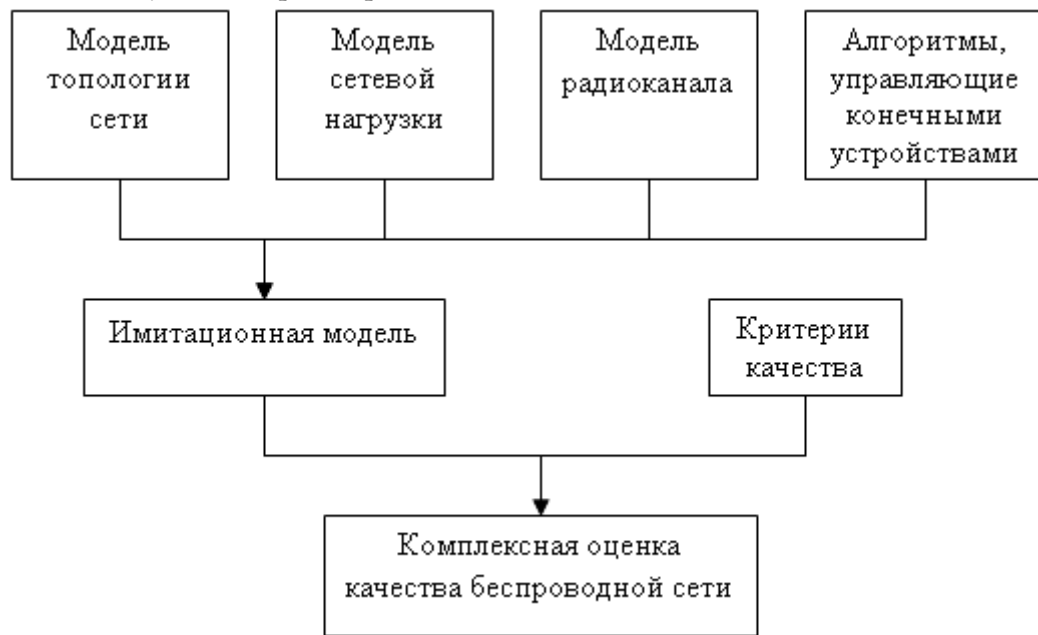 Модель
топологии
сети
Модель
сетевой
нагрузки
Модель
радиоканала
Алгоритмы,
управляющие
конечными
устройствами
Имитационная модель
Критерии
качества
Комплексная оценка
качества беспроводной сети